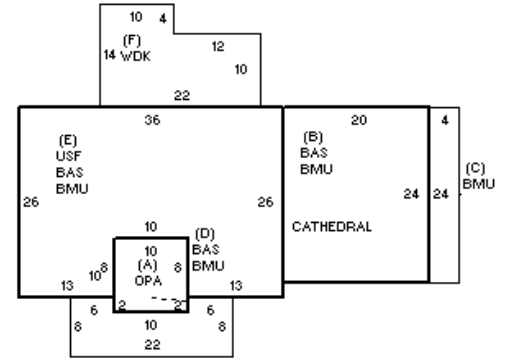 10 4
(F)
14 WDK
12
10
22
36
20
4
(E)
USF
BAS
BMU
(B)
BAS
BMU
(C)
BMU
26
26
24
24
CATHEDRAL
10
(D)
BAS
BMU
10
(A)
OPA
8
8
10
13
13
2
2
6
6
8
10
8
22